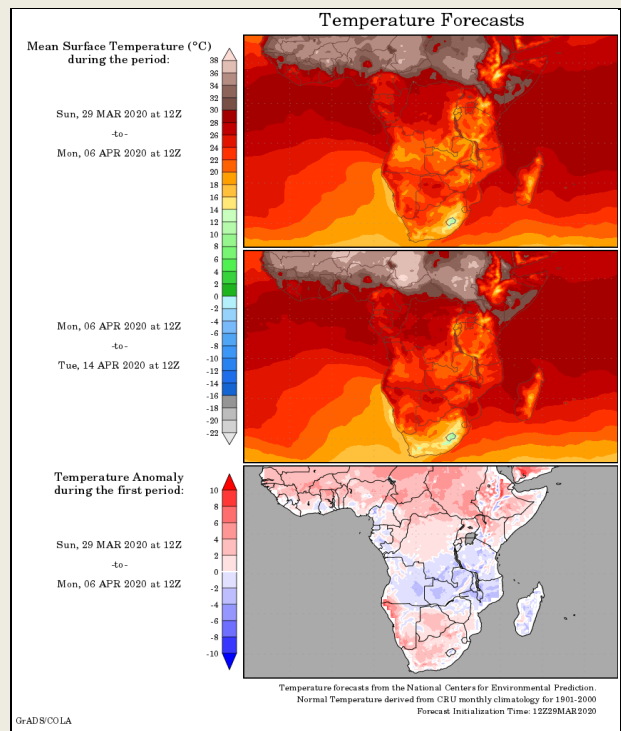 Temperature Forecasts
Mean Surface Temperature (°C)
during the period:
Sun, 29 MAR 2020 at 12Z
-to-
Mon, 06 APR 2020 at 12Z
38
36
34
32
30
28
26
24
22
20
18
16
14
12
10
8
6
4
2
0
-2
-4
-6
-8
-10
-12
-14
-16
-18
-20
-22
Mon, 06 APR 2020 at 12Z
-to-
Tue, 14 APR 2020 at 12Z
Temperature Anomaly
during the first period:
Sun, 29 MAR 2020 at 12Z
-to-
Mon, 06 APR 2020 at 12Z
10
8
6
4
2
0
-2
-4
-6
-8
-10
Temperature forecasts from the National Centers for Environmental Prediction.
Normal Temperature derived from CRU monthly climatology for 1901-2000
Forecast Initialization Time: 12Z29MAR2020
GrADS/COLA